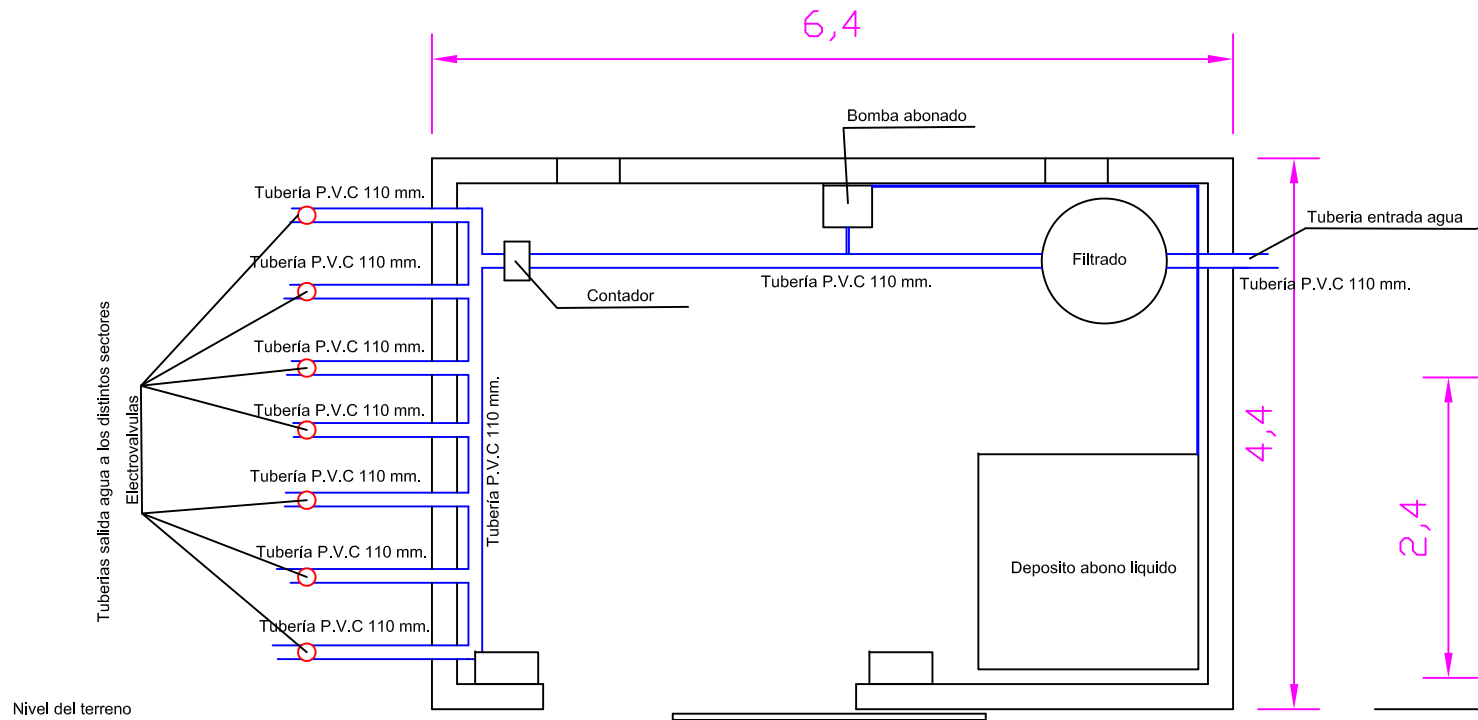 6,4
Bomba abonado
Tubería P.V.C 110 mm.
Tuberia entrada agua
Tubería P.V.C 110 mm.
Filtrado
Tubería P.V.C 110 mm.
Tubería P.V.C 110 mm.
Contador
Tubería P.V.C 110 mm.
Tubería P.V.C 110 mm.
Tubería P.V.C 110 mm.
4,4
Tuberias salida agua a los distintos sectores
Electrovalvulas
Tubería P.V.C 110 mm.
Tubería P.V.C 110 mm.
2,4
Tubería P.V.C 110 mm.
Deposito abono liquido
Tubería P.V.C 110 mm.
Nivel del terreno